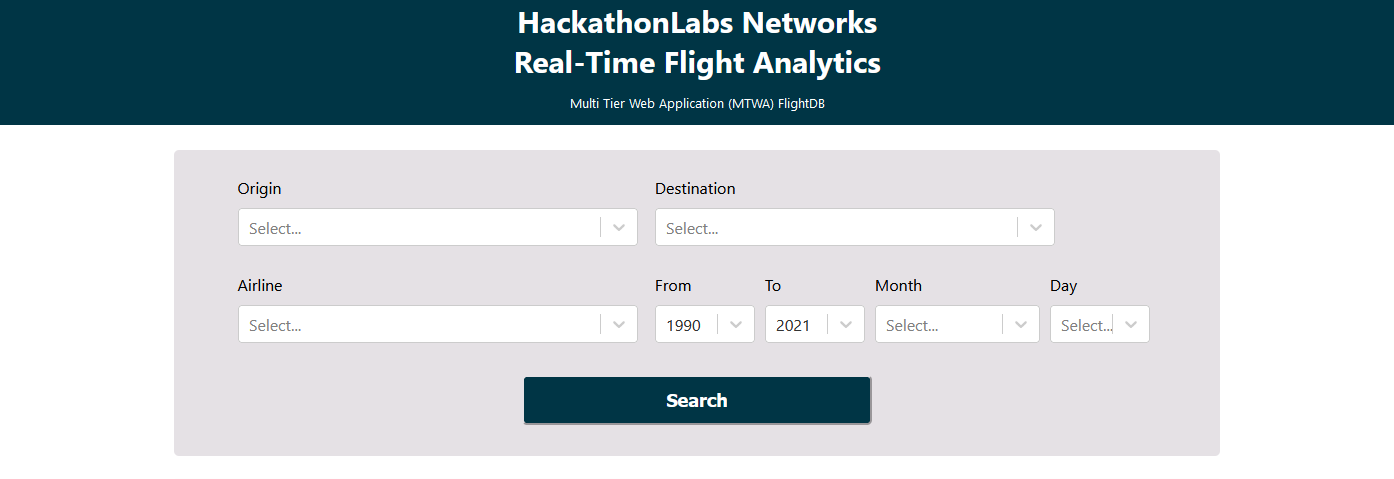 HackathonLabs Networks
Real-Time Flight Analytics
Multi Tier Web Application (MTWA) FlightDB
Origin
Destination
Select...
Select...
Airline
From
To
Month
Day
Select...
1990
2021
Select...
Select...
Search